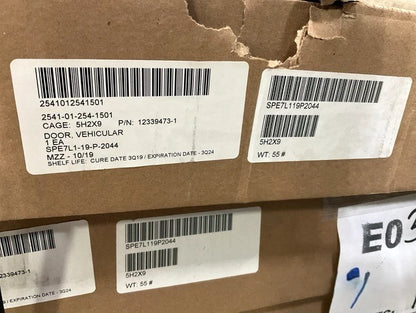 2541012541501
2541-01-254-1501
CAGE: 5H2X9 P/N: 12339473-1
DOOR, VEHICULAR
1 EA
SPE7L1-19-P-2044
MZZ - 10/19
SHELF LIFE: CURE DATE 3Q19 / EXPIRATION DATE - 3Q24
SPE7L119P2044
5H2X9
WT: 55 #
2339473-1
/ EXPIRATION DATE - 3Q24
SPE7L119P2044
5H2X9
WT: 55 #
E03